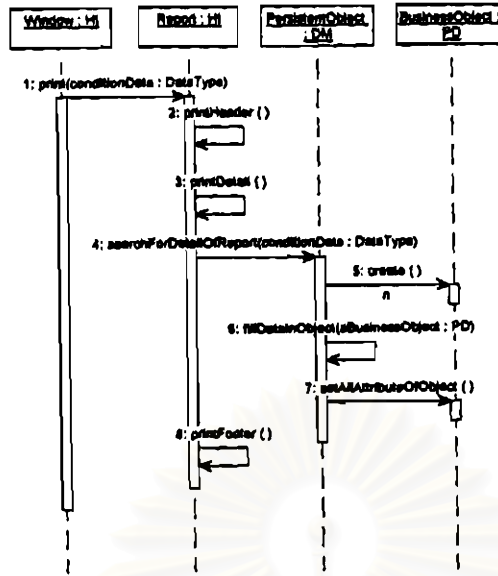 Window : HI
Report : HI
PersistentObject
: DM
BusinessObject :
PD
1: print(conditionData : DataType)
2: printHeader ( )
3: printDetail ( )
4: searchForDetailOfReport(conditionData : DataType)
5: create ( )
n
6: fillDataInObject(aBusinessObject : PD)
7: setAllAttributeOfObject ( )
8: printFooter ( )